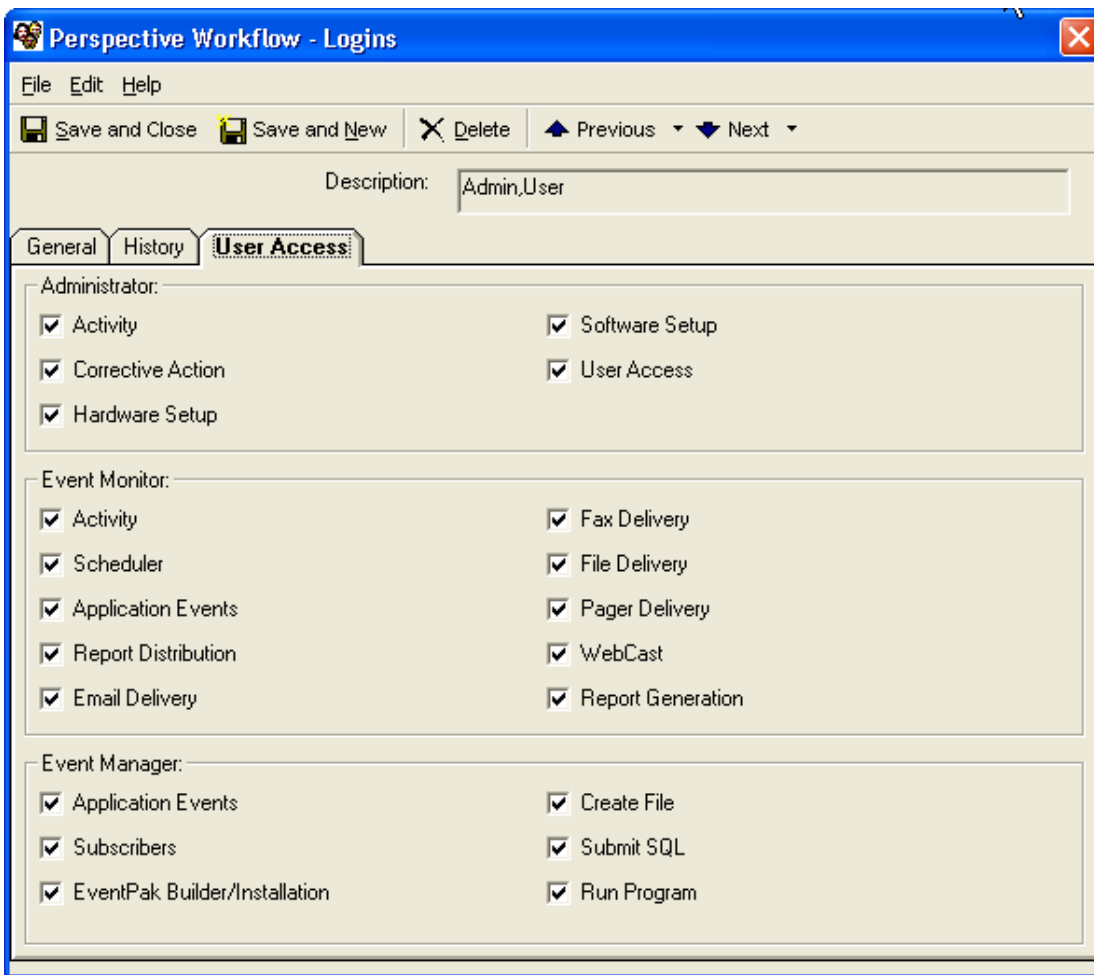 Perspective Workflow - Logins
File Edit Help
Save and Close Save and New Delete Previous Next
Description: Admin,User
General History User Access
Administrator:
Activity Software Setup
Corrective Action User Access
Hardware Setup
Event Monitor:
Activity Fax Delivery
Scheduler File Delivery
Application Events Pager Delivery
Report Distribution WebCast
Email Delivery Report Generation
Event Manager:
Application Events Create File
Subscribers Submit SQL
EventPak Builder/Installation Run Program